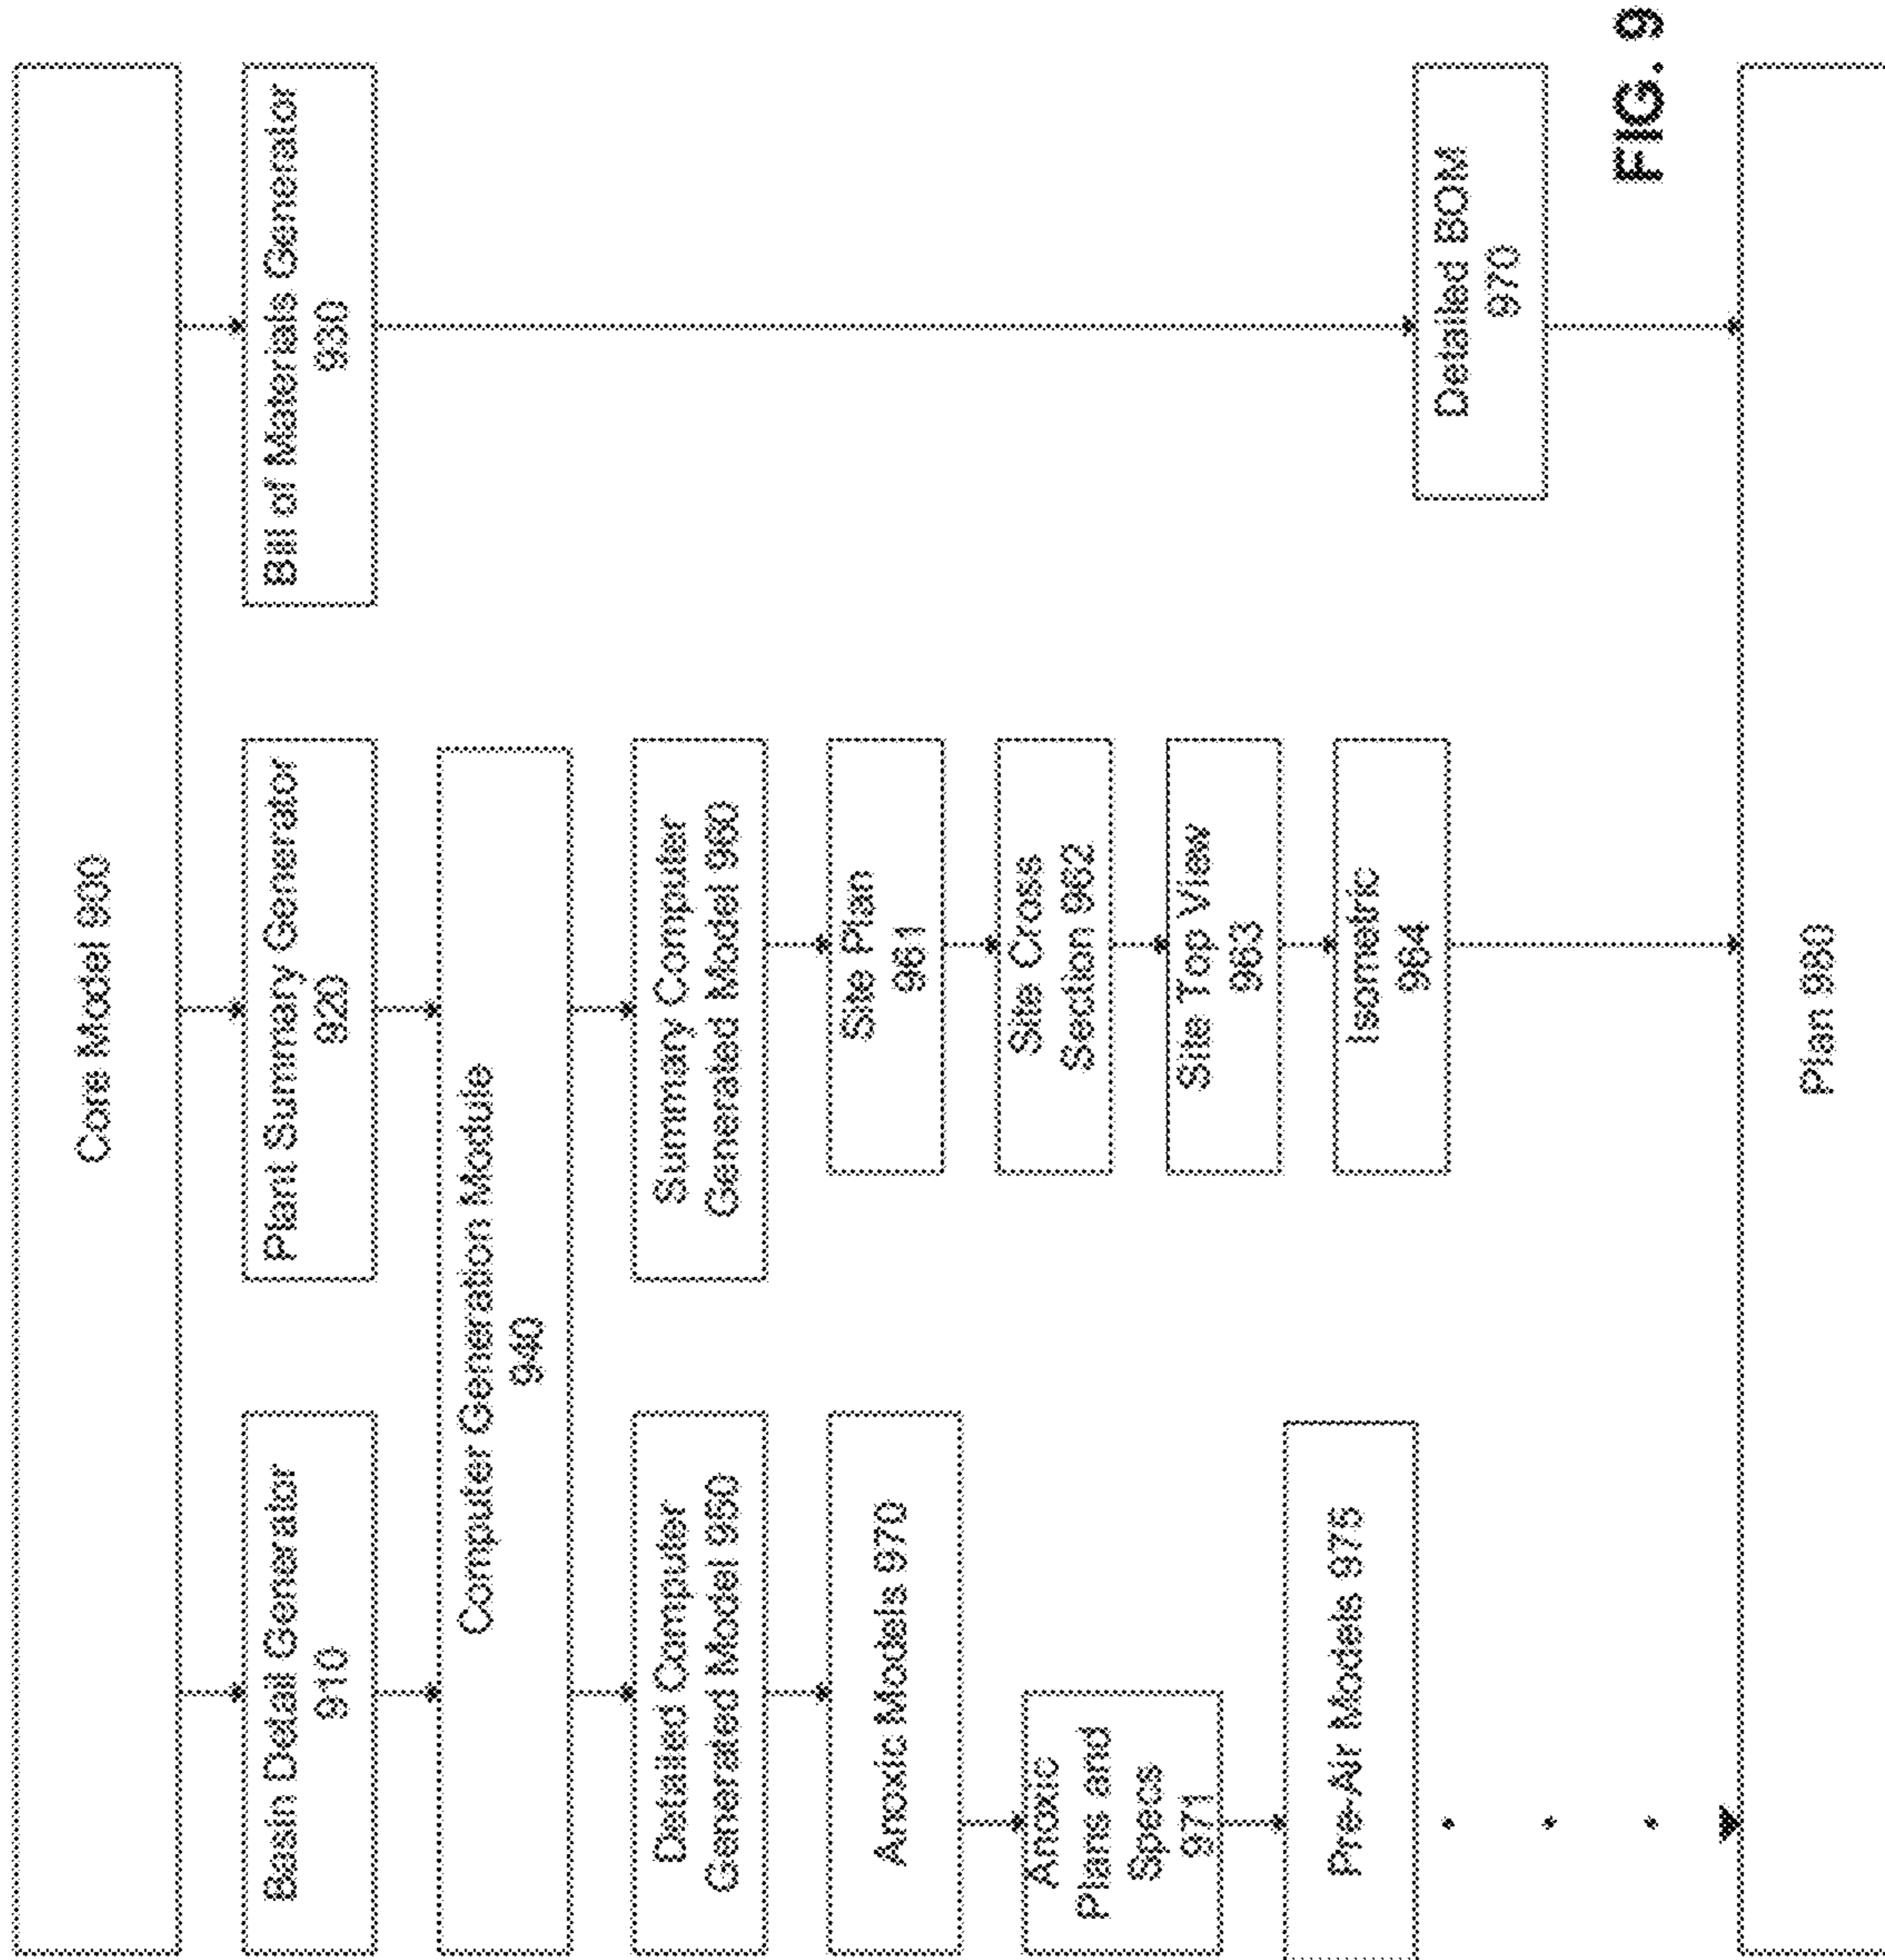 Core Model 900
Basin Detail Generator
910
Plant Summary Generator
920
Bill of Materials Generator
930
Computer Generation Module
940
Detailed Computer
Generated Model 950
Summary Computer
Generated Model 960
Anoxic Models 970
Site Plan
961
Anoxic
Plans and
Specs
971
Site Cross
Section 962
Site Top View
963
Pre-Air Models 975
Isometric
964
Detailed BOM
970
FIG. 9
Plan 980